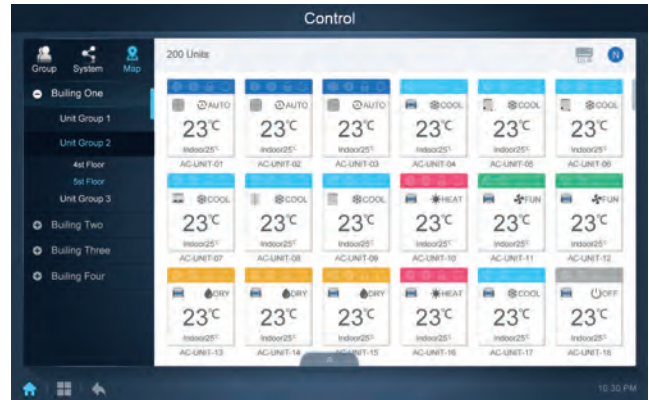 Control
Group System Map
200 Units
N
Builing One
Unit Group 1
Unit Group 2
4st Floor
5st Floor
Unit Group 3
Builing Two
Builing Three
Builing Four
AUTO AUTO AUTO COOL COOL COOL
23°C 23°C 23°C 23°C 23°C 23°C
Indoor25°C Indoor25°C Indoor25°C Indoor25°C Indoor25°C Indoor25°C
AC-UNIT-01 AC-UNIT-02 AC-UNIT-03 AC-UNIT-04 AC-UNIT-05 AC-UNIT-06
COOL COOL COOL HEAT FUN FUN
23°C 23°C 23°C 23°C 23°C 23°C
Indoor25°C Indoor25°C Indoor25°C Indoor25°C Indoor25°C Indoor25°C
AC-UNIT-07 AC-UNIT-08 AC-UNIT-09 AC-UNIT-10 AC-UNIT-11 AC-UNIT-12
DRY DRY DRY HEAT COOL OFF
23°C 23°C 23°C 23°C 23°C 23°C
Indoor25°C Indoor25°C Indoor25°C Indoor25°C Indoor25°C Indoor25°C
AC-UNIT-13 AC-UNIT-14 AC-UNIT-15 AC-UNIT-16 AC-UNIT-17 AC-UNIT-18
10:30 PM